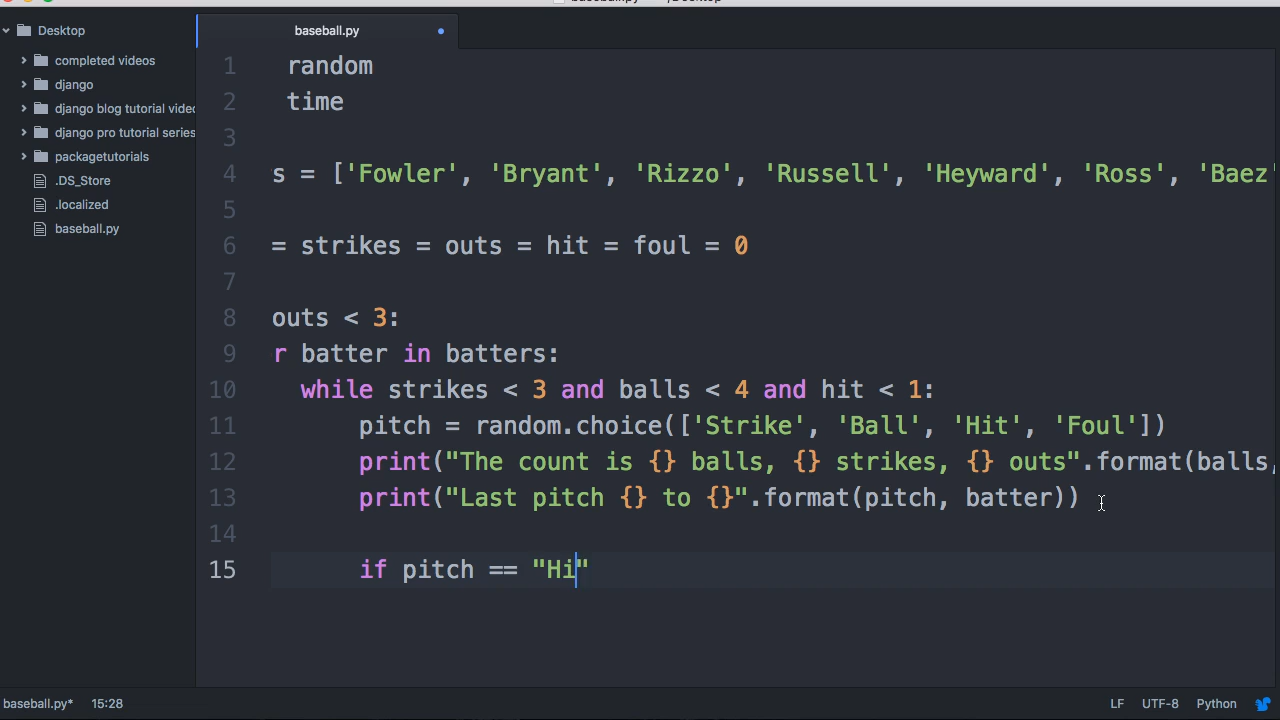 Desktop
completed videos
django
django blog tutorial
django pro tutorial series
packagetutorials
.DS_Store
.localized
baseball.py
baseball.py
1 random
2 time
3
4 s = ['Fowler', 'Bryant', 'Rizzo', 'Russell', 'Heyward', 'Ross', 'Baez
5
6 = strikes = outs = hit = foul = 0
7
8 outs < 3:
9 r batter in batters:
10 while strikes < 3 and balls < 4 and hit < 1:
11 pitch = random.choice(['Strike', 'Ball', 'Hit', 'Foul'])
12 print("The count is {} balls, {} strikes, {} outs".format(balls,
13 print("Last pitch {} to {}".format(pitch, batter))
14
15 if pitch == "Hi"
baseball.py* 15:28 LF UTF-8 Python